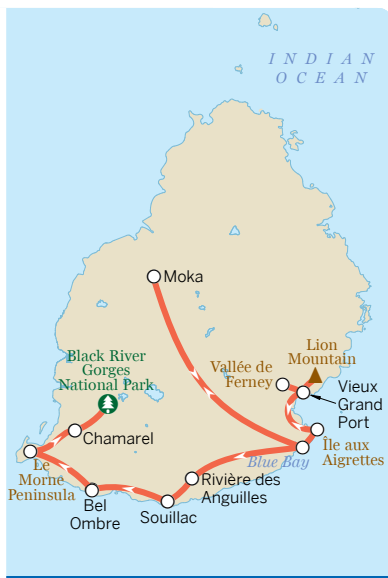 INDIAN
OCEAN
Moka
Lion
Mountain
Vallée de
Ferney
Vieux
Grand
Port
Black River
Gorges
National Park
Chamarel
Île aux
Aigrettes
Blue Bay
Le
Morne
Peninsula
Rivière des
Anguilles
Bel
Ombre
Souillac